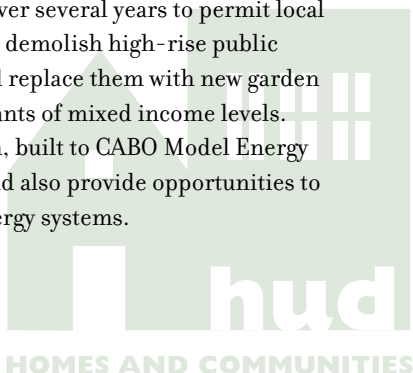 ver several years to permit local
demolish high-rise public
l replace them with new garden
ants of mixed income levels.
, built to CABO Model Energy
d also provide opportunities to
ergy systems.
hud
HOMES AND COMMUNITIES